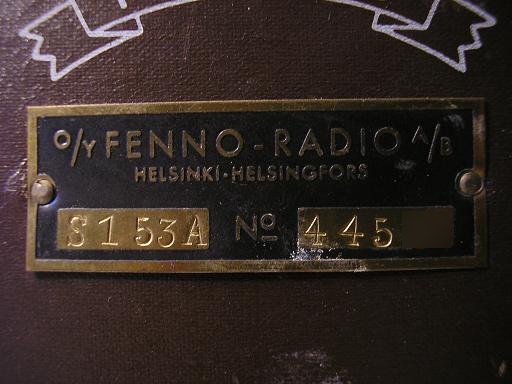 O/Y FENNO-RADIO A/B
HELSINKI-HELSINGFORS
S153A No 445